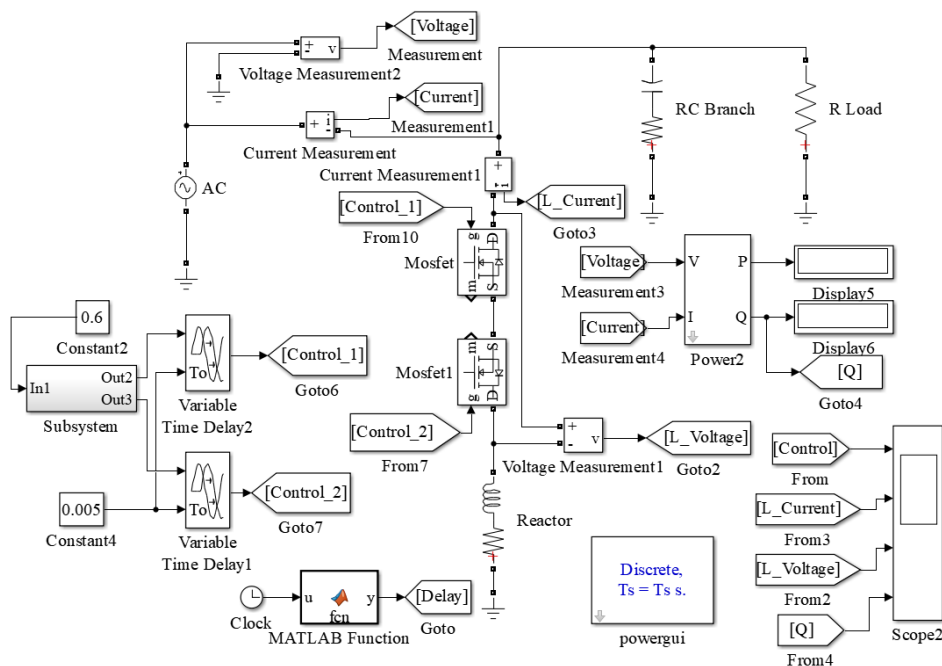 [Voltage]
Measurement
+
-
v
Voltage Measurement2
[Current]
Measurement1
+
i
-
Current Measurement
RC Branch
R Load
AC
Current Measurement1
+
-
i
[L_Current]
Goto3
[Control_1]
From10
g
D
Mosfet
m
S
[Voltage]
Measurement3
[Current]
Measurement4
V
I
P
Q
Power2
Display5
Display6
[Q]
Goto4
0.6
Constant2
In1
Out2
Out3
Subsystem
To
Variable
Time Delay2
[Control_1]
Goto6
m
S
Mosfet1
g
D
[Control_2]
From7
+
-
v
Voltage Measurement1
[L_Voltage]
Goto2
0.005
Constant4
To
Variable
Time Delay1
[Control_2]
Goto7
Reactor
[Control]
From
[L_Current]
From3
[L_Voltage]
From2
[Q]
From4
Scope2
Discrete,
Ts = Ts s.
powergui
Clock
u
fcn
y
MATLAB Function
[Delay]
Goto